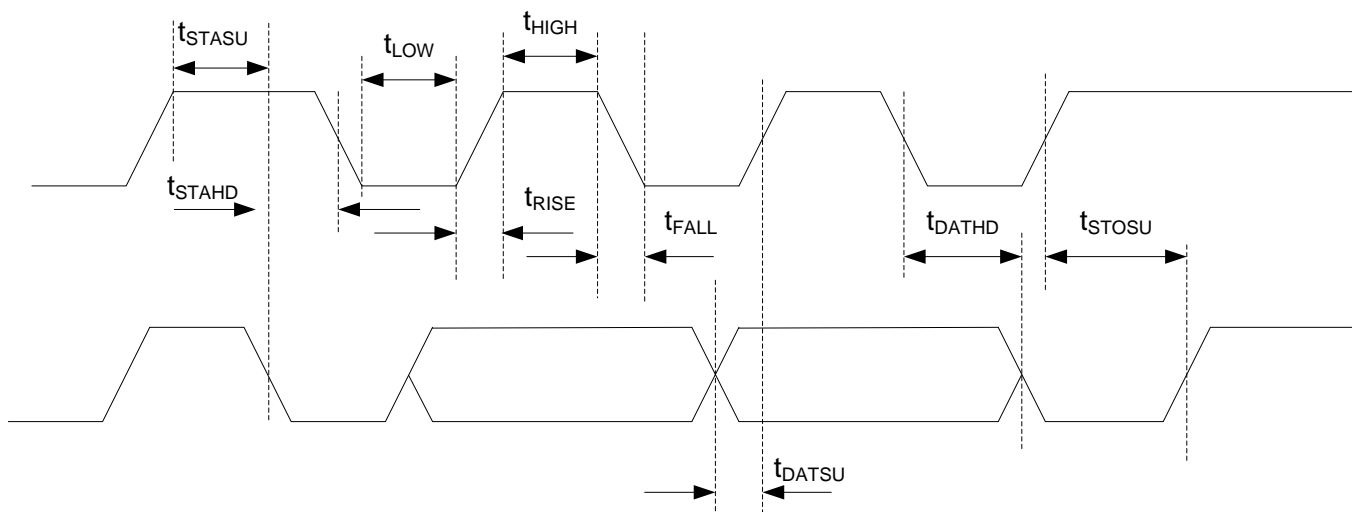 tSTASU
tLOW
tHIGH
tSTAHD
tRISE
tFALL
tDATHD
tSTOSU
tDATSU